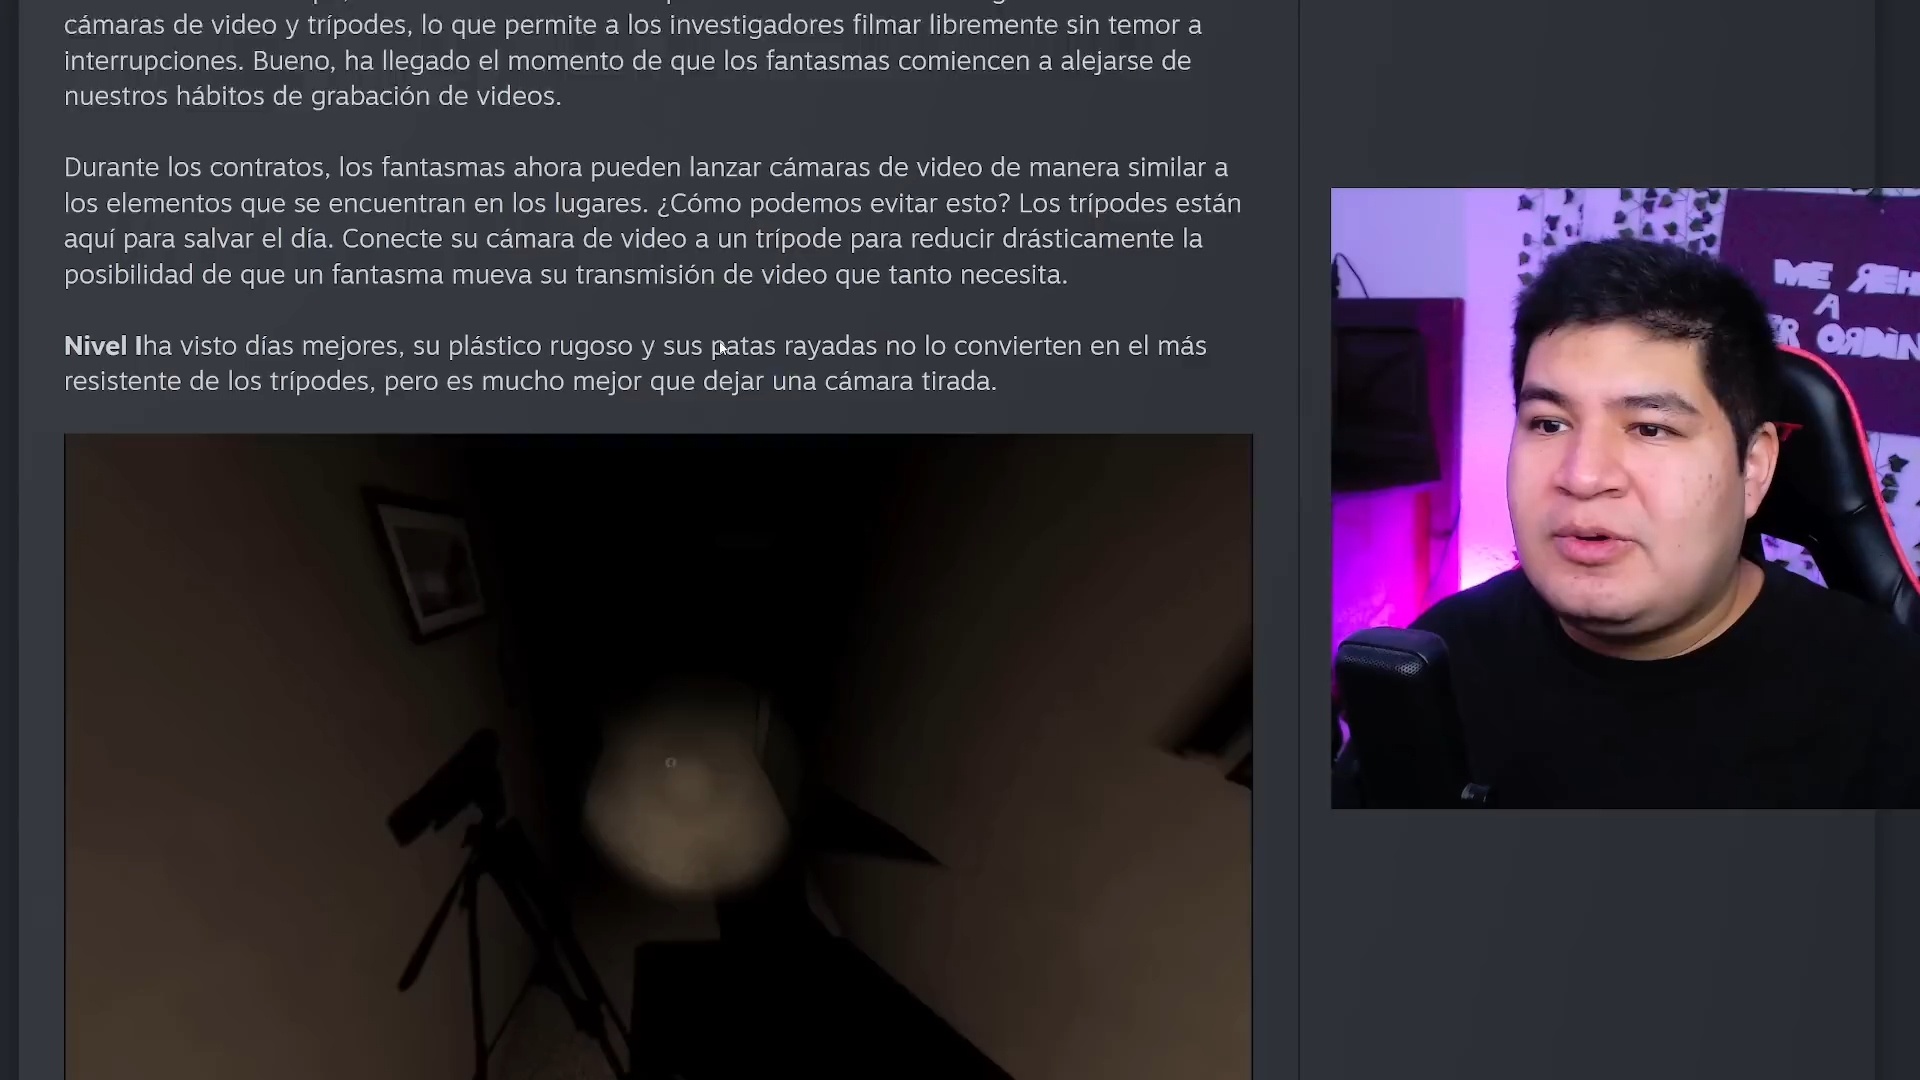 cámaras de video y trípodes, lo que permite a los investigadores filmar libremente sin temor a
interrupciones. Bueno, ha llegado el momento de que los fantasmas comiencen a alejarse de
nuestros hábitos de grabación de videos.
Durante los contratos, los fantasmas ahora pueden lanzar cámaras de video de manera similar a
los elementos que se encuentran en los lugares. ¿Cómo podemos evitar esto? Los trípodes están
aquí para salvar el día. Conecte su cámara de video a un trípode para reducir drásticamente la
posibilidad de que un fantasma mueva su transmisión de video que tanto necesita.
Nivel Iha visto días mejores, su plástico rugoso y sus patas rayadas no lo convierten en el más
resistente de los trípodes, pero es mucho mejor que dejar una cámara tirada.
ME REH
A
R ORDIN